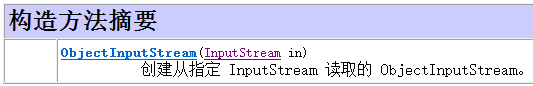 构造方法摘要
ObjectInputStream(InputStream in)
创建从指定 InputStream 读取的 ObjectInputStream。